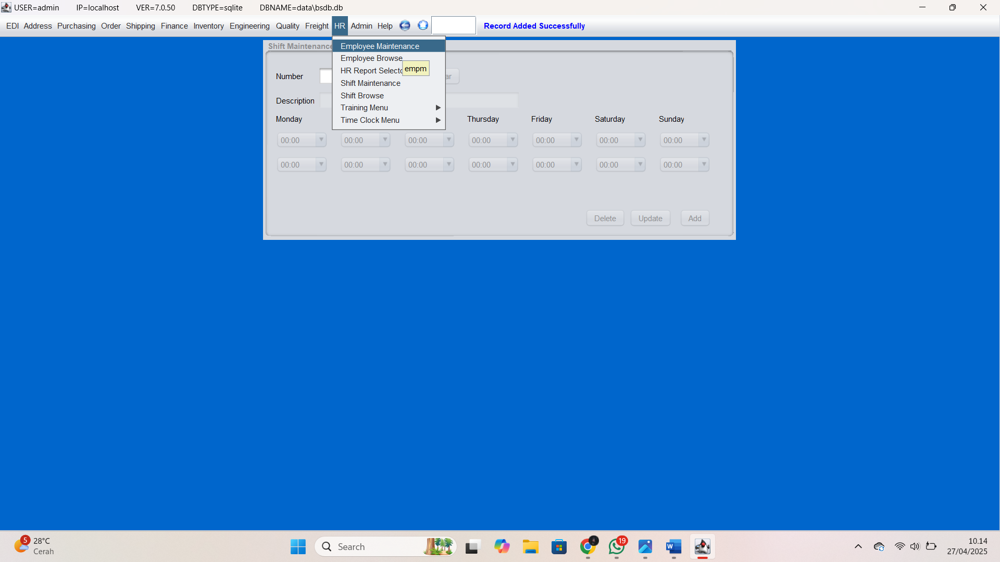 USER=admin IP=localhost VER=7.0.50 DBTYPE=sqlite DBNAME=data\bsdb.db
EDI Address Purchasing Order Shipping Finance Inventory Engineering Quality Freight HR Admin Help Record Added Successfully
Shift Maintenance
Employee Maintenance
Employee Browse
HR Report Selecto
empm
Shift Maintenance
Shift Browse
Training Menu
Time Clock Menu
Number
ar
Description
Monday Thursday Friday Saturday Sunday
00:00 00:00 00:00 00:00 00:00 00:00 00:00
00:00 00:00 00:00 00:00 00:00 00:00 00:00
Delete Update Add
5
28°C
Cerah
Search
19
10.14
27/04/2025